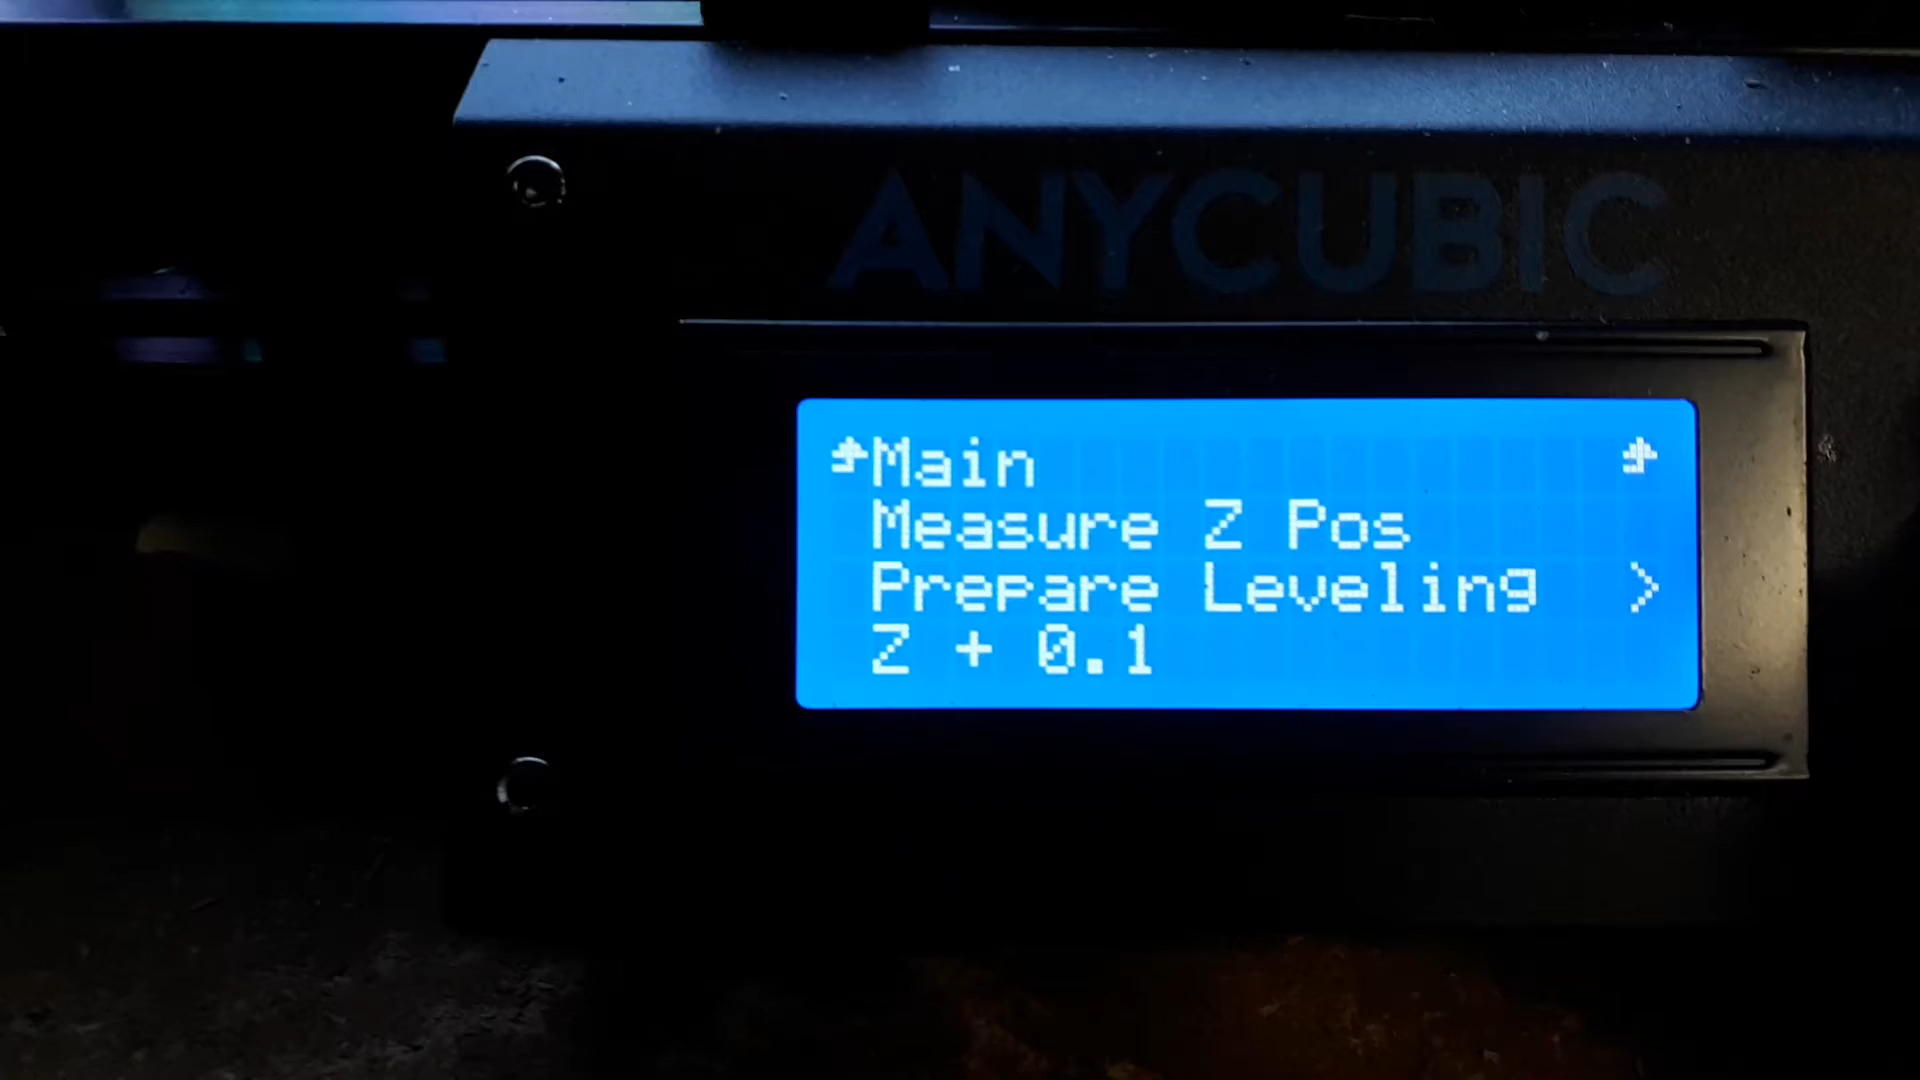 ANYCUBIC
Main
Measure Z Pos
Prepare Leveling >
Z + 0.1